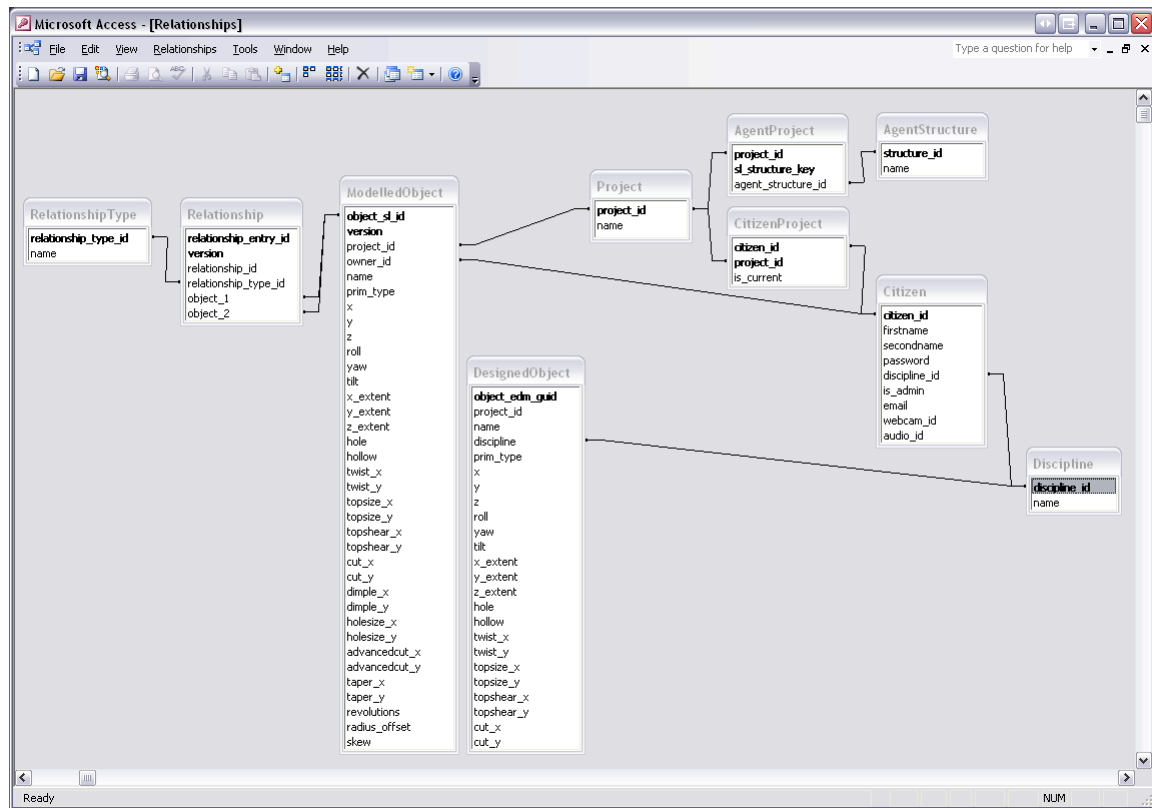 Microsoft Access - [Relationships]
File Edit View Relationships Tools Window Help
Type a question for help
RelationshipType
relationship_type_id
name
Relationship
relationship_entry_id
version
relationship_id
relationship_type_id
object_1
object_2
ModelledObject
object_sl_id
version
project_id
owner_id
name
prim_type
x
y
z
roll
yaw
tilt
x_extent
y_extent
z_extent
hole
hollow
twist_x
twist_y
topsize_x
topsize_y
topshear_x
topshear_y
cut_x
cut_y
dimple_x
dimple_y
holesize_x
holesize_y
advancedcut_x
advancedcut_y
taper_x
taper_y
revolutions
radius_offset
skew
DesignedObject
object_edm_guid
project_id
name
discipline
prim_type
x
y
z
roll
yaw
tilt
x_extent
y_extent
z_extent
hole
hollow
twist_x
twist_y
topsize_x
topsize_y
topshear_x
topshear_y
cut_x
cut_y
Project
project_id
name
AgentProject
project_id
sl_structure_key
agent_structure_id
AgentStructure
structure_id
name
CitizenProject
citizen_id
project_id
is_current
Citizen
citizen_id
firstname
secondname
password
discipline_id
is_admin
email
webcam_id
audio_id
Discipline
discipline_id
name
Ready
NUM